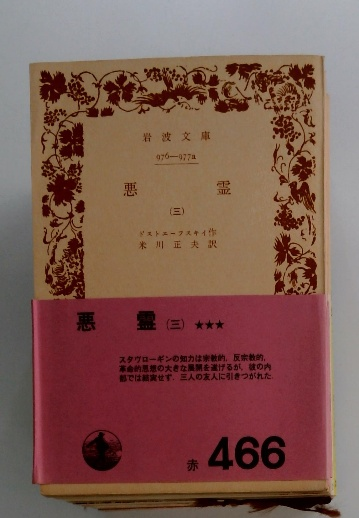 岩波文庫
976—977a
悪霊
(三)
ドストエーフスキイ作
米川正夫訳
悪霊 (三) ★★★
スタヴローギンの知力は宗教的，反宗教的，
革命的思想の大きな展開を遂げるが，彼の内
部では結実せず，三人の友人に引きつがれた．
赤 466